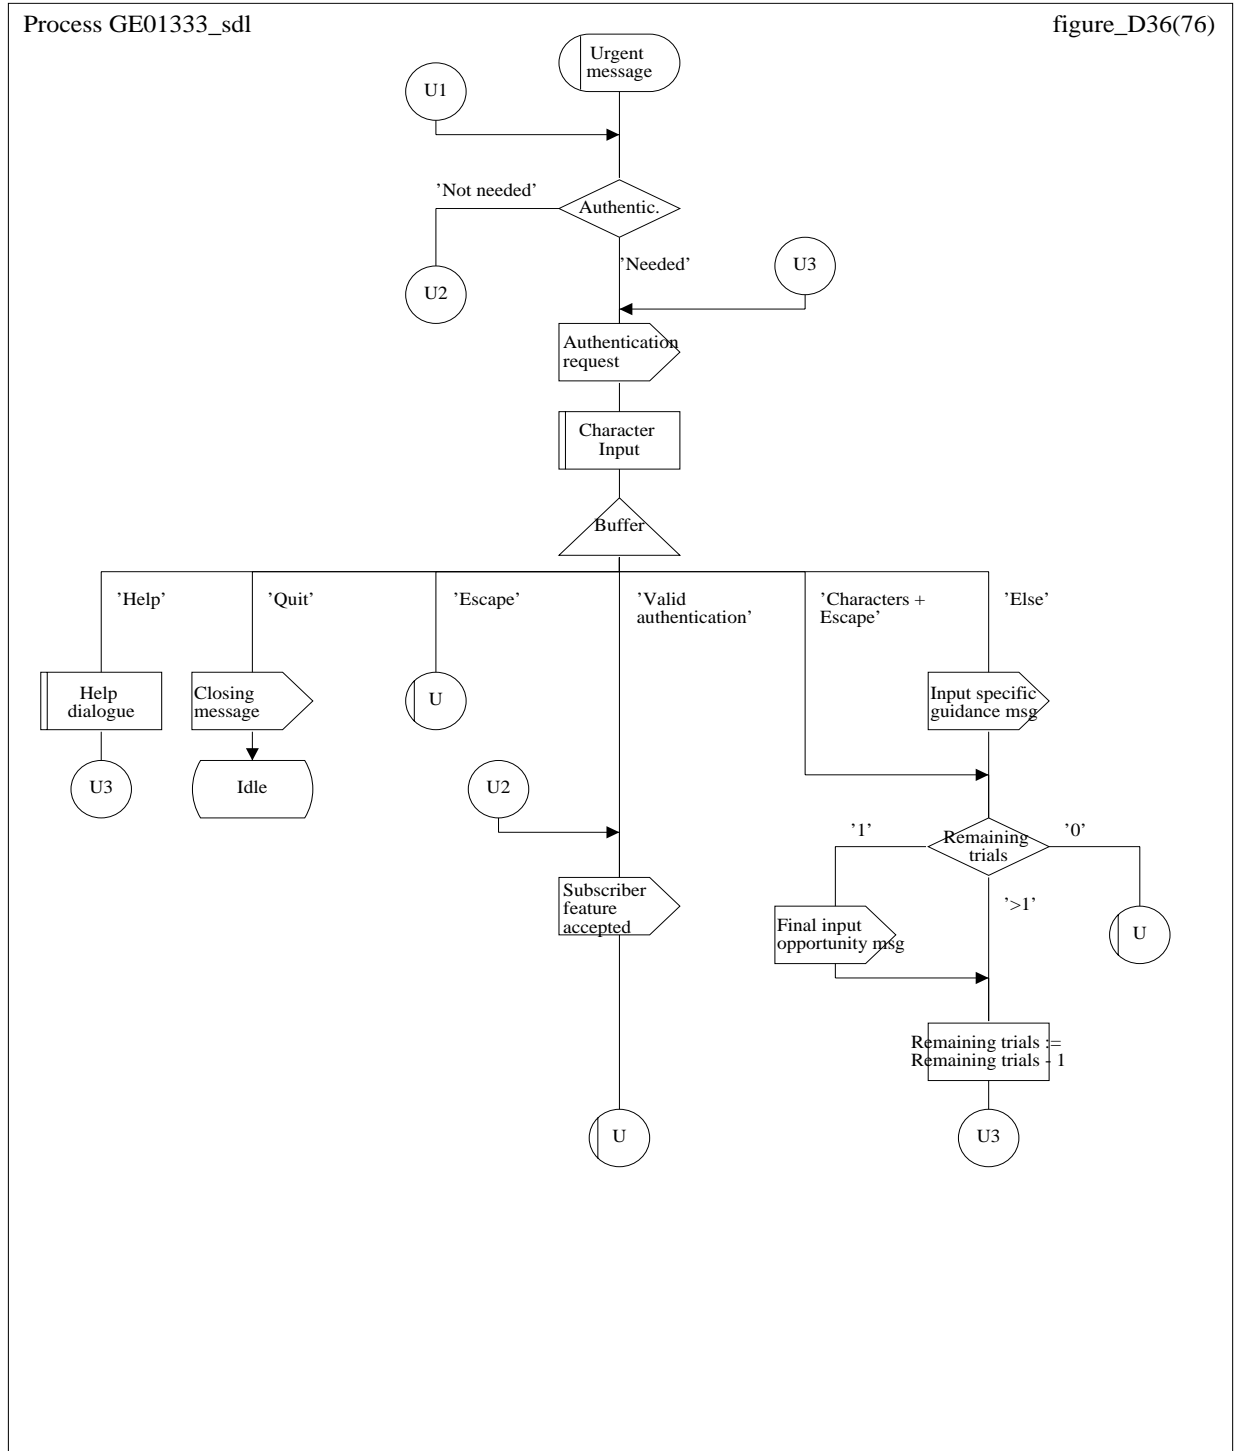 Process GE01333_sdl
figure_D36(76)
Urgent
message
U1
'Not needed'
Authentic.
'Needed'
U3
U2
Authentication
request
Character
Input
Buffer
'Help'
'Quit'
'Escape'
'Valid
authentication'
'Characters +
Escape'
'Else'
Help
dialogue
Closing
message
U
Input specific
guidance msg
U3
Idle
U2
'1'
Remaining
trials
'0'
Subscriber
feature
accepted
'>1'
Final input
opportunity msg
U
Remaining trials :=
Remaining trials - 1
U
U3